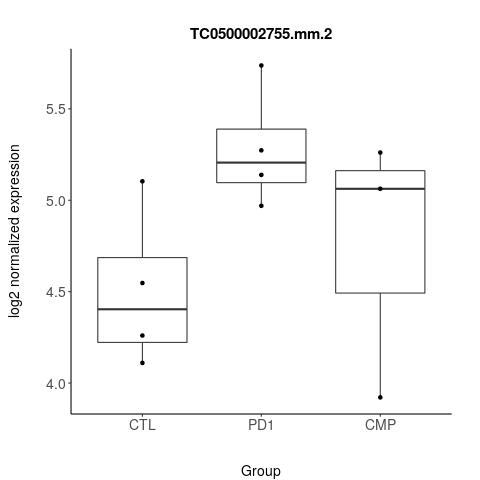 TC0500002755.mm.2
log2 normalized expression
5.5
5.0
4.5
4.0
CTL PD1 CMP
Group